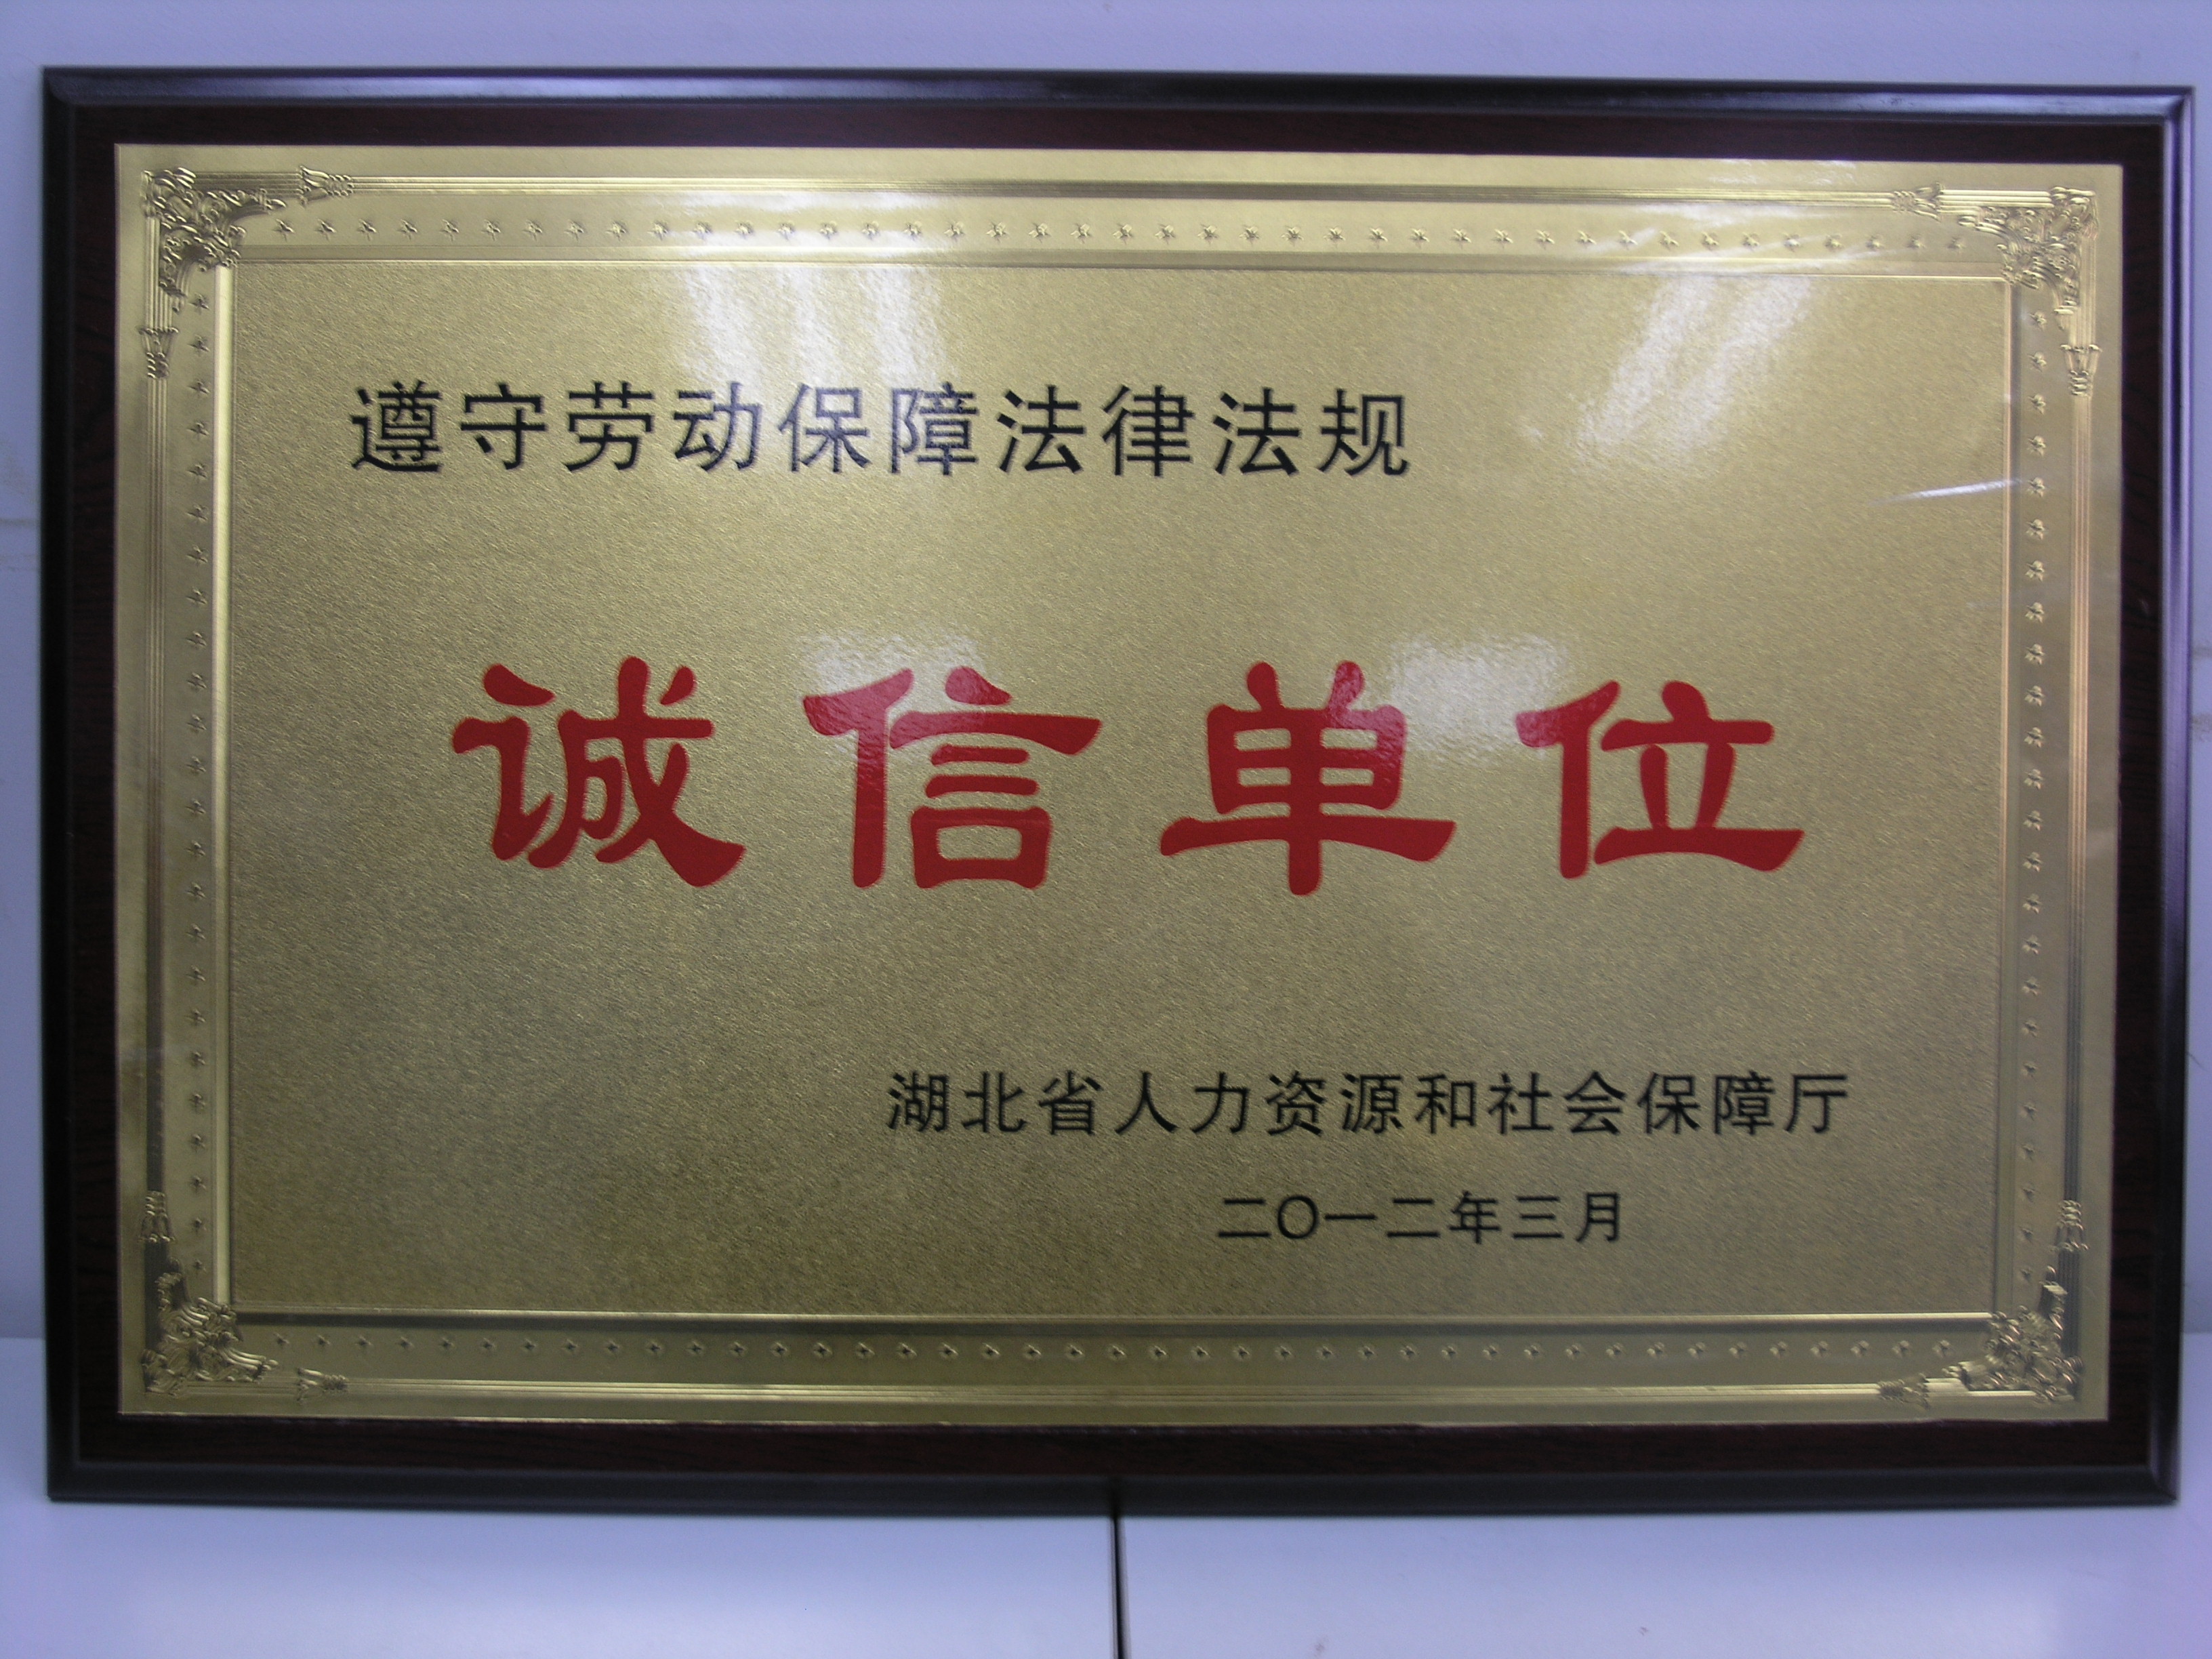 遵守劳动保障法律法规
诚信单位
湖北省人力资源和社会保障厅
二〇一二年三月